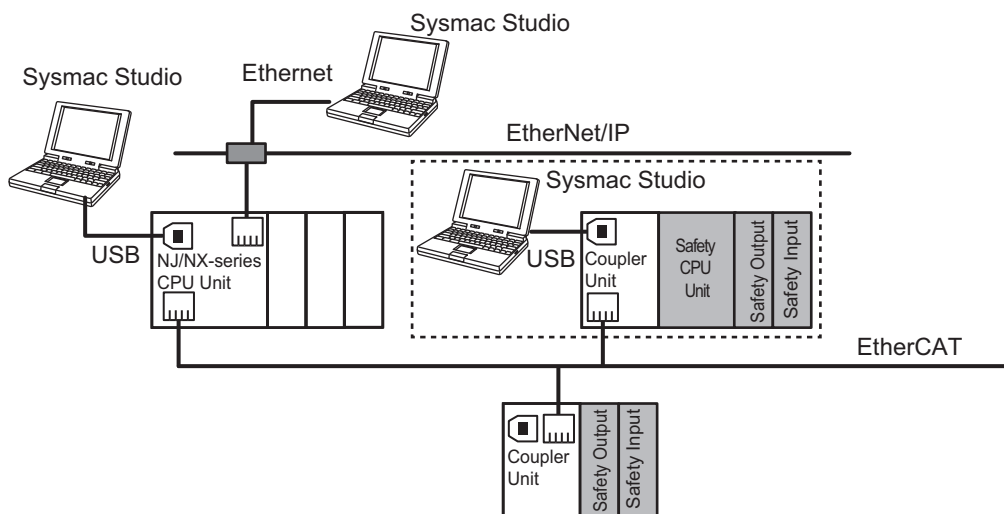 Sysmac Studio
Sysmac Studio
Ethernet
EtherNet/IP
Sysmac Studio
USB
NJ/NX-series
CPU Unit
USB
Coupler
Unit
Safety
CPU
Unit
Safety Output
Safety Input
EtherCAT
Coupler
Unit
Safety Output
Safety Input